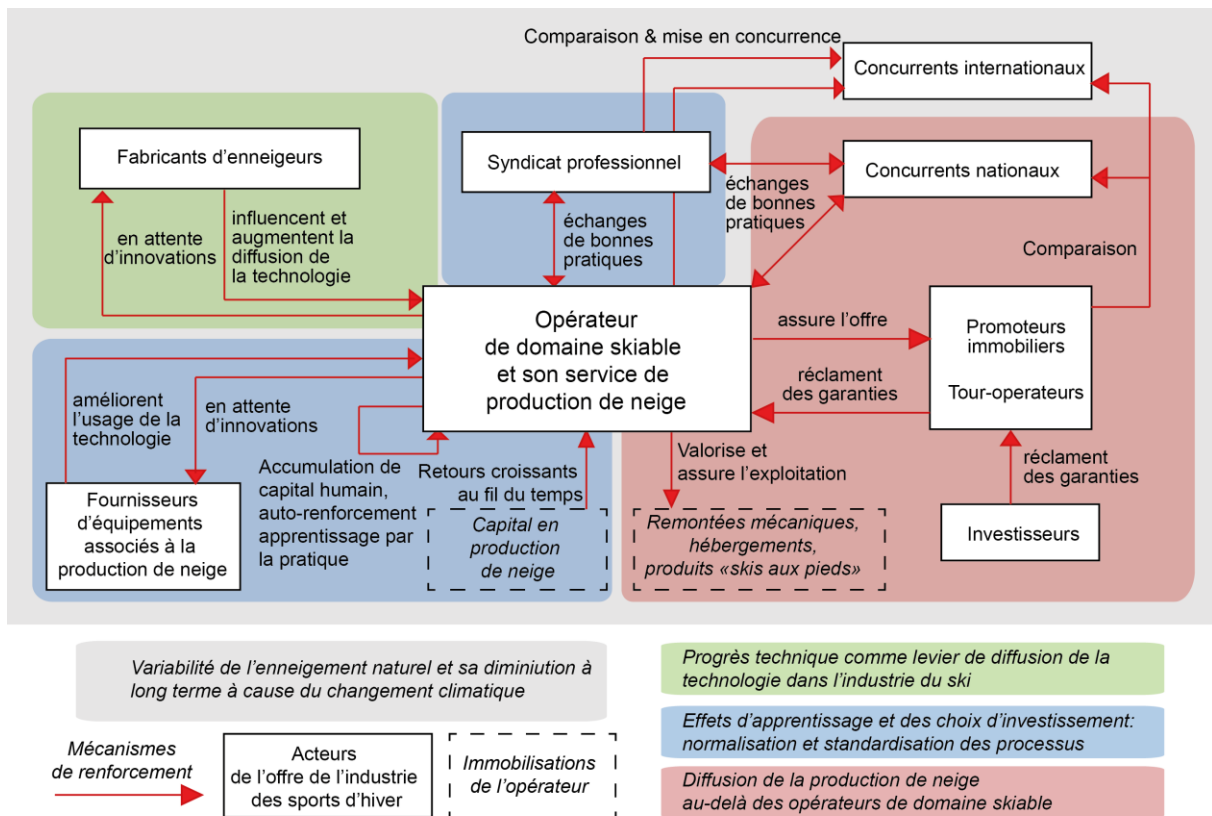 Comparaison & mise en concurrence
Concurrents internationaux
Fabricants d'enneigeurs
Syndicat professionnel
Concurrents nationaux
échanges
de bonnes
pratiques
influencent et
augmentent la
diffusion de
la technologie
en attente
d'innovations
échanges
de bonnes
pratiques
Comparaison
Opérateur
de domaine skiable
et son service de
production de neige
assure l'offre
Promoteurs
immobiliers
Tour-operateurs
réclament
des garanties
améliorent
l'usage de la
technologie
en attente
d'innovations
Valorise et
assure l'exploitation
réclament
des garanties
Accumulation de
capital humain,
auto-renforcement
apprentissage par
la pratique
Retours croissants
au fil du temps
Fournisseurs
d'équipements
associés à la
production de neige
Capital en
production
de neige
Remontées mécaniques,
hébergements,
produits «skis aux pieds»
Investisseurs
Variabilité de l'enneigement naturel et sa diminiution à
long terme à cause du changement climatique
Progrès technique comme levier de diffusion de la
technologie dans l'industrie du ski
Effets d'apprentissage et des choix d'investissement:
normalisation et standardisation des processus
Mécanismes
de renforcement
Acteurs
de l'offre de l'industrie
des sports d'hiver
Immobilisations
de l'opérateur
Diffusion de la production de neige
au-delà des opérateurs de domaine skiable